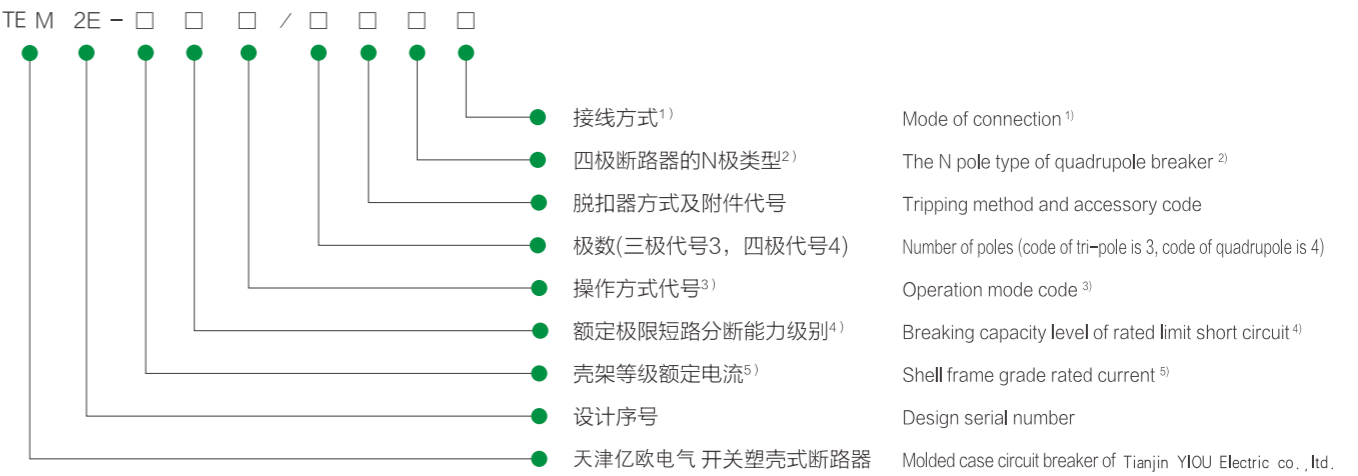 TE M 2E - □ □ □ / □ □ □ □
接线方式1) Mode of connection 1)
四极断路器的N极类型2) The N pole type of quadrupole breaker 2)
脱扣器方式及附件代号 Tripping method and accessory code
极数(三极代号3，四极代号4) Number of poles (code of tri-pole is 3, code of quadrupole is 4)
操作方式代号3) Operation mode code 3)
额定极限短路分断能力级别4) Breaking capacity level of rated limit short circuit 4)
壳架等级额定电流5) Shell frame grade rated current 5)
设计序号 Design serial number
天津亿欧电气 开关塑壳式断路器 Molded case circuit breaker of Tianjin YIOU Electric co.,ltd.